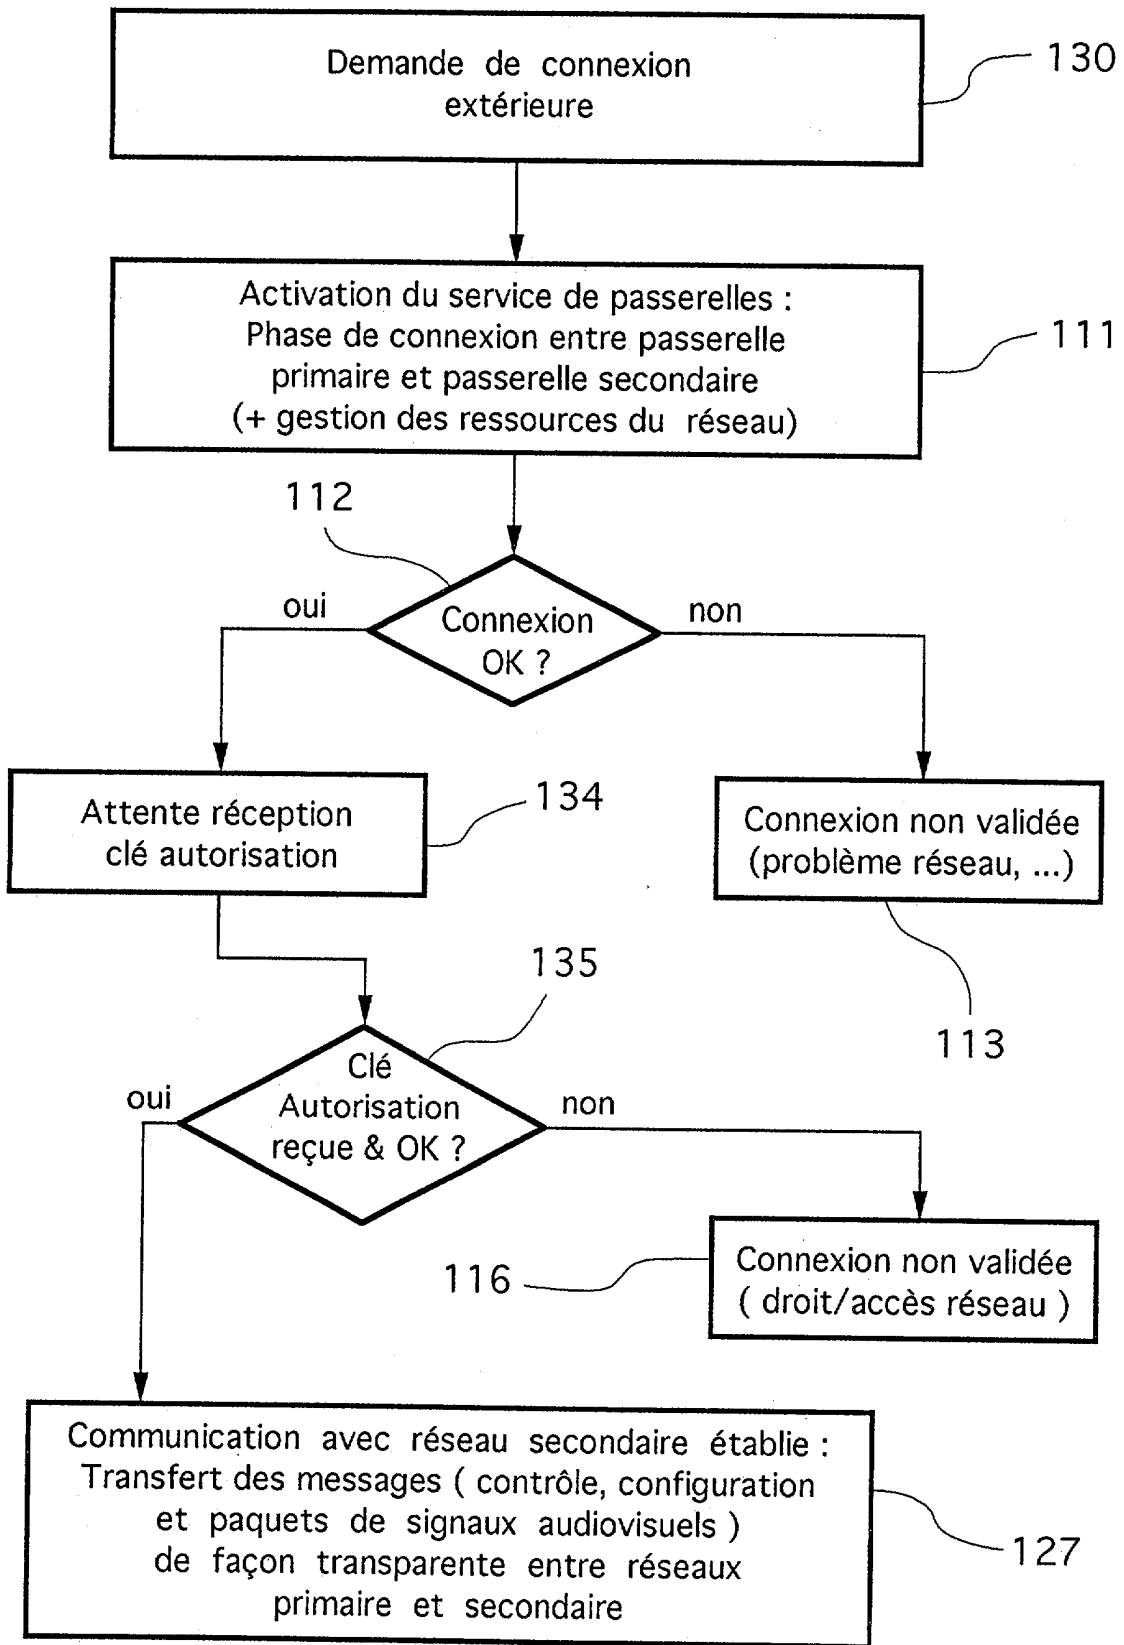 Demande de connexion
extérieure
130
Activation du service de passerelles :
Phase de connexion entre passerelle
primaire et passerelle secondaire
(+ gestion des ressources du réseau)
111
112
oui
Connexion
OK ?
non
Attente réception
clé autorisation
134
Connexion non validée
(problème réseau, ...)
113
135
oui
Clé
Autorisation
reçue & OK ?
non
116
Connexion non validée
( droit/accès réseau )
Communication avec réseau secondaire établie :
Transfert des messages ( contrôle, configuration
et paquets de signaux audiovisuels )
de façon transparente entre réseaux
primaire et secondaire
127